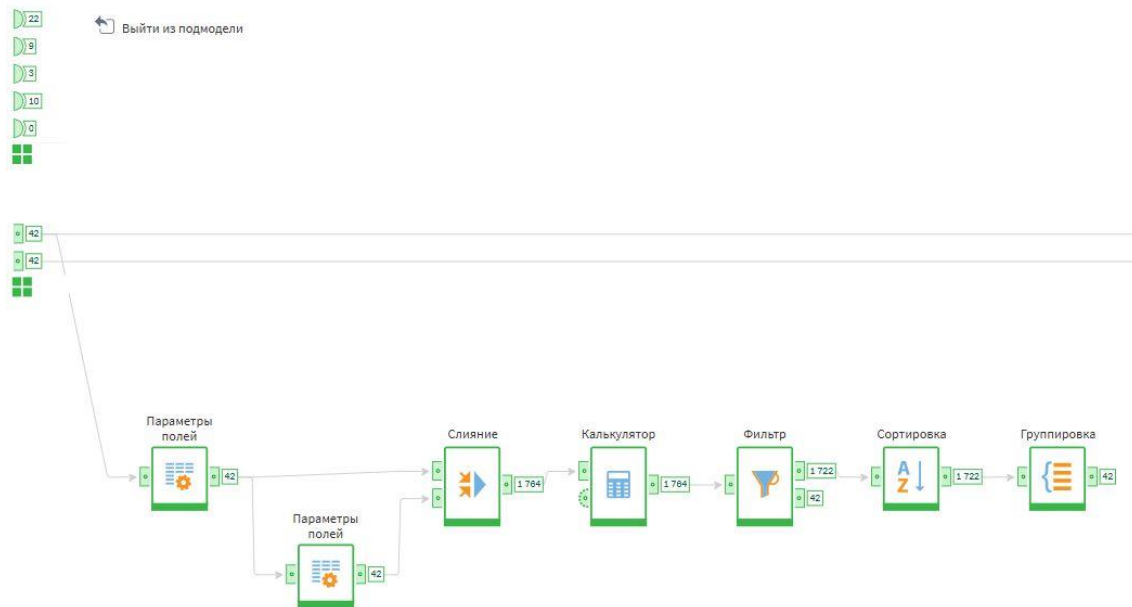 22
Выйти из подмодели
9
3
10
0
42
42
Параметры
полей
Слияние
Калькулятор
Фильтр
Сортировка
Группировка
42
1 764
1 764
1 722
42
A
Z
1 722
42
Параметры
полей
42